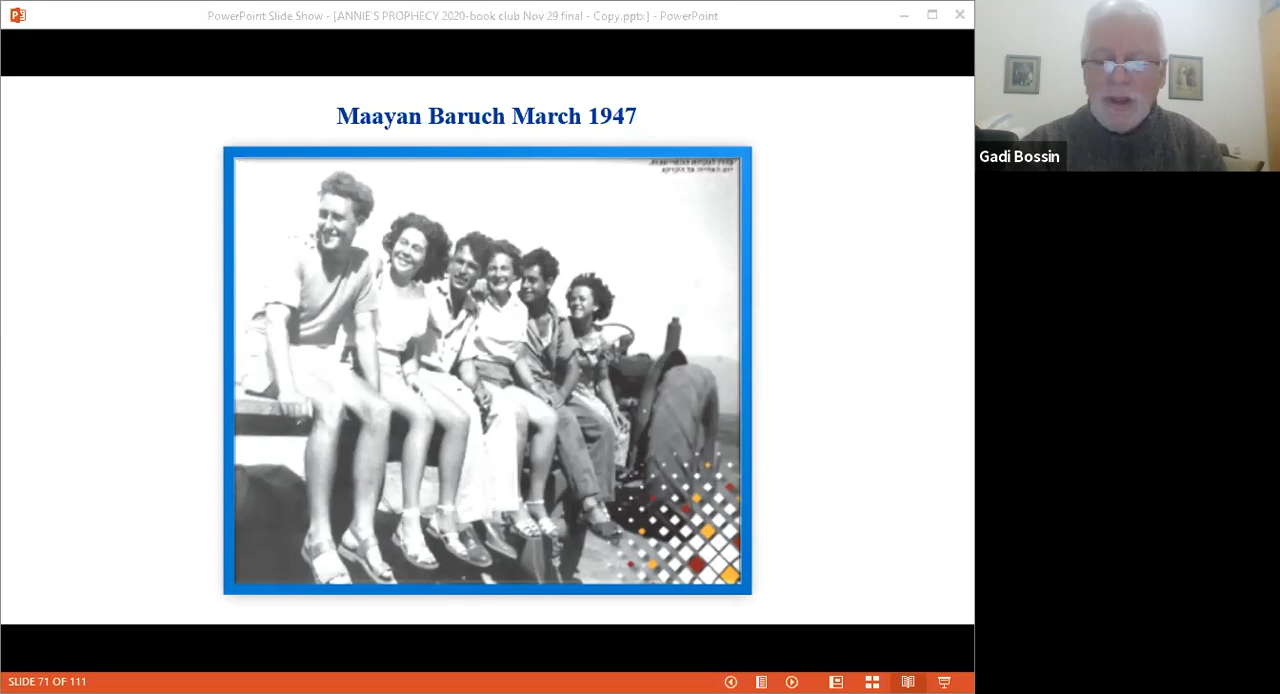 PowerPoint Slide Show - [ANNIE'S PROPHECY 2020-book club Nov 29 final - Copy.pptx] - PowerPoint
Maayan Baruch March 1947
Gadi Bossin
SLIDE 71 OF 111